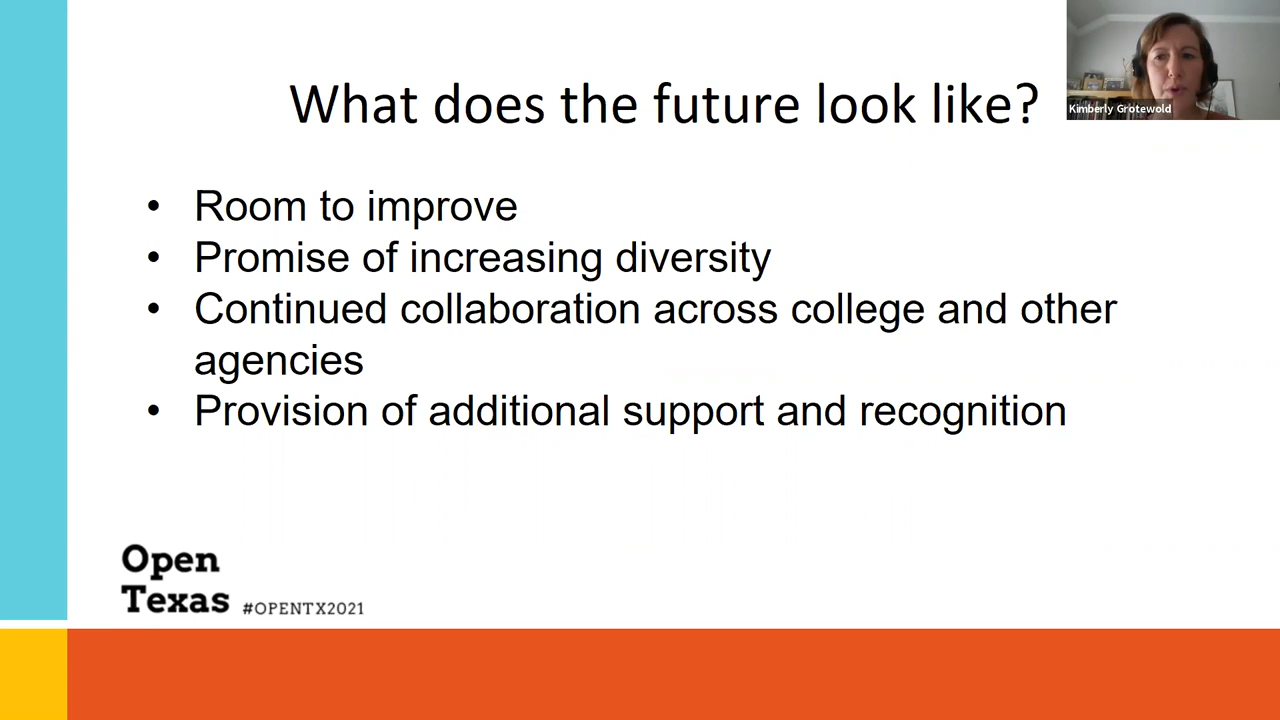 What does the future look like?
Kimberly Grotewold
• Room to improve
• Promise of increasing diversity
• Continued collaboration across college and other
agencies
• Provision of additional support and recognition
Open
Texas #OPENTX2021